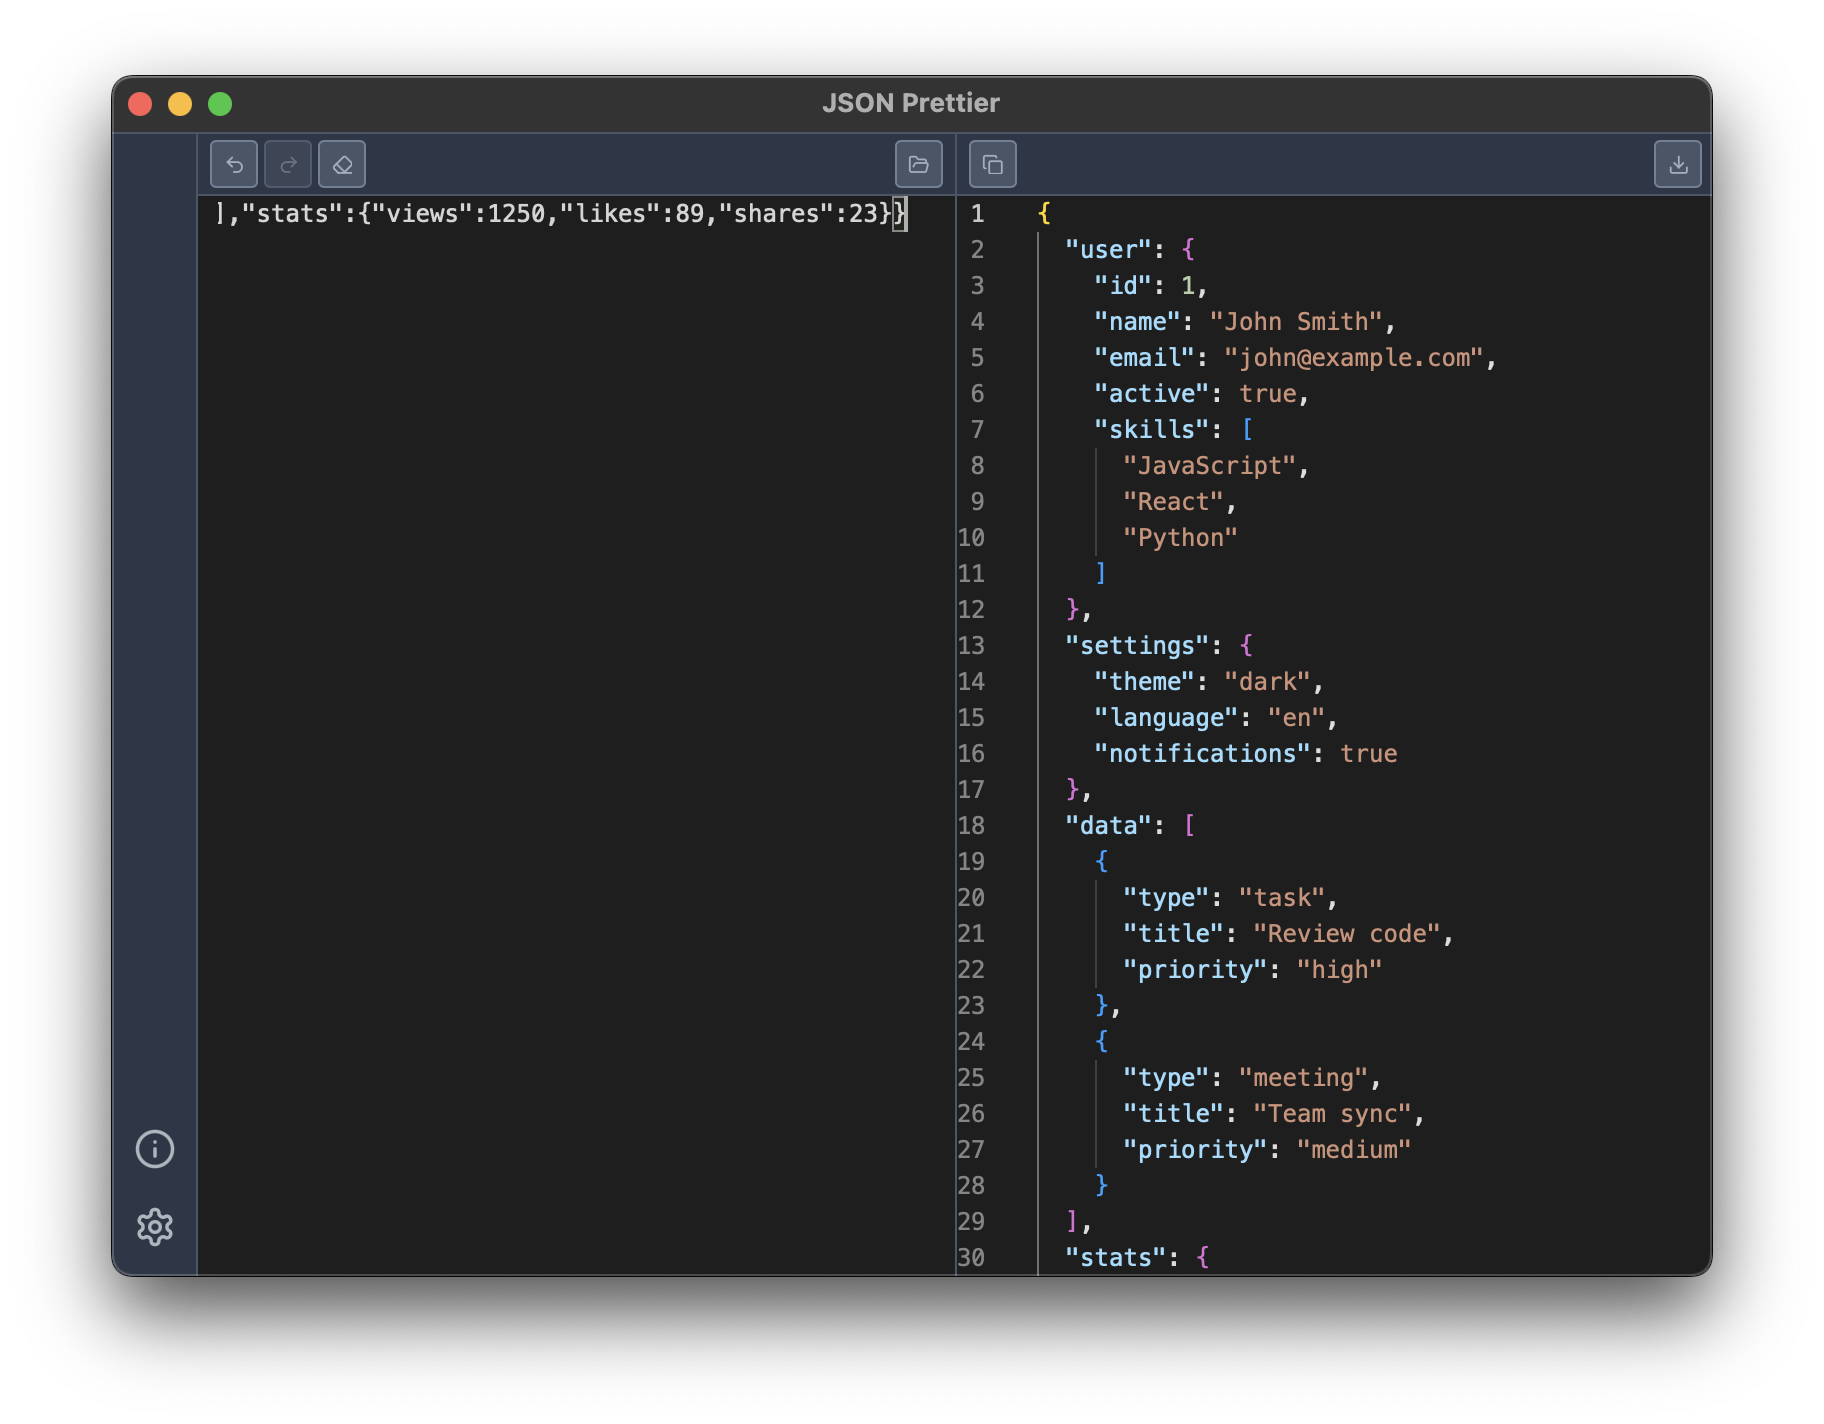 JSON Prettier
],"stats":{"views":1250,"likes":89,"shares":23}}
1 {
2 "user": {
3 "id": 1,
4 "name": "John Smith",
5 "email": "john@example.com",
6 "active": true,
7 "skills": [
8 "JavaScript",
9 "React",
10 "Python"
11 ]
12 },
13 "settings": {
14 "theme": "dark",
15 "language": "en",
16 "notifications": true
17 },
18 "data": [
19 {
20 "type": "task",
21 "title": "Review code",
22 "priority": "high"
23 },
24 {
25 "type": "meeting",
26 "title": "Team sync",
27 "priority": "medium"
28 }
29 ],
30 "stats": {